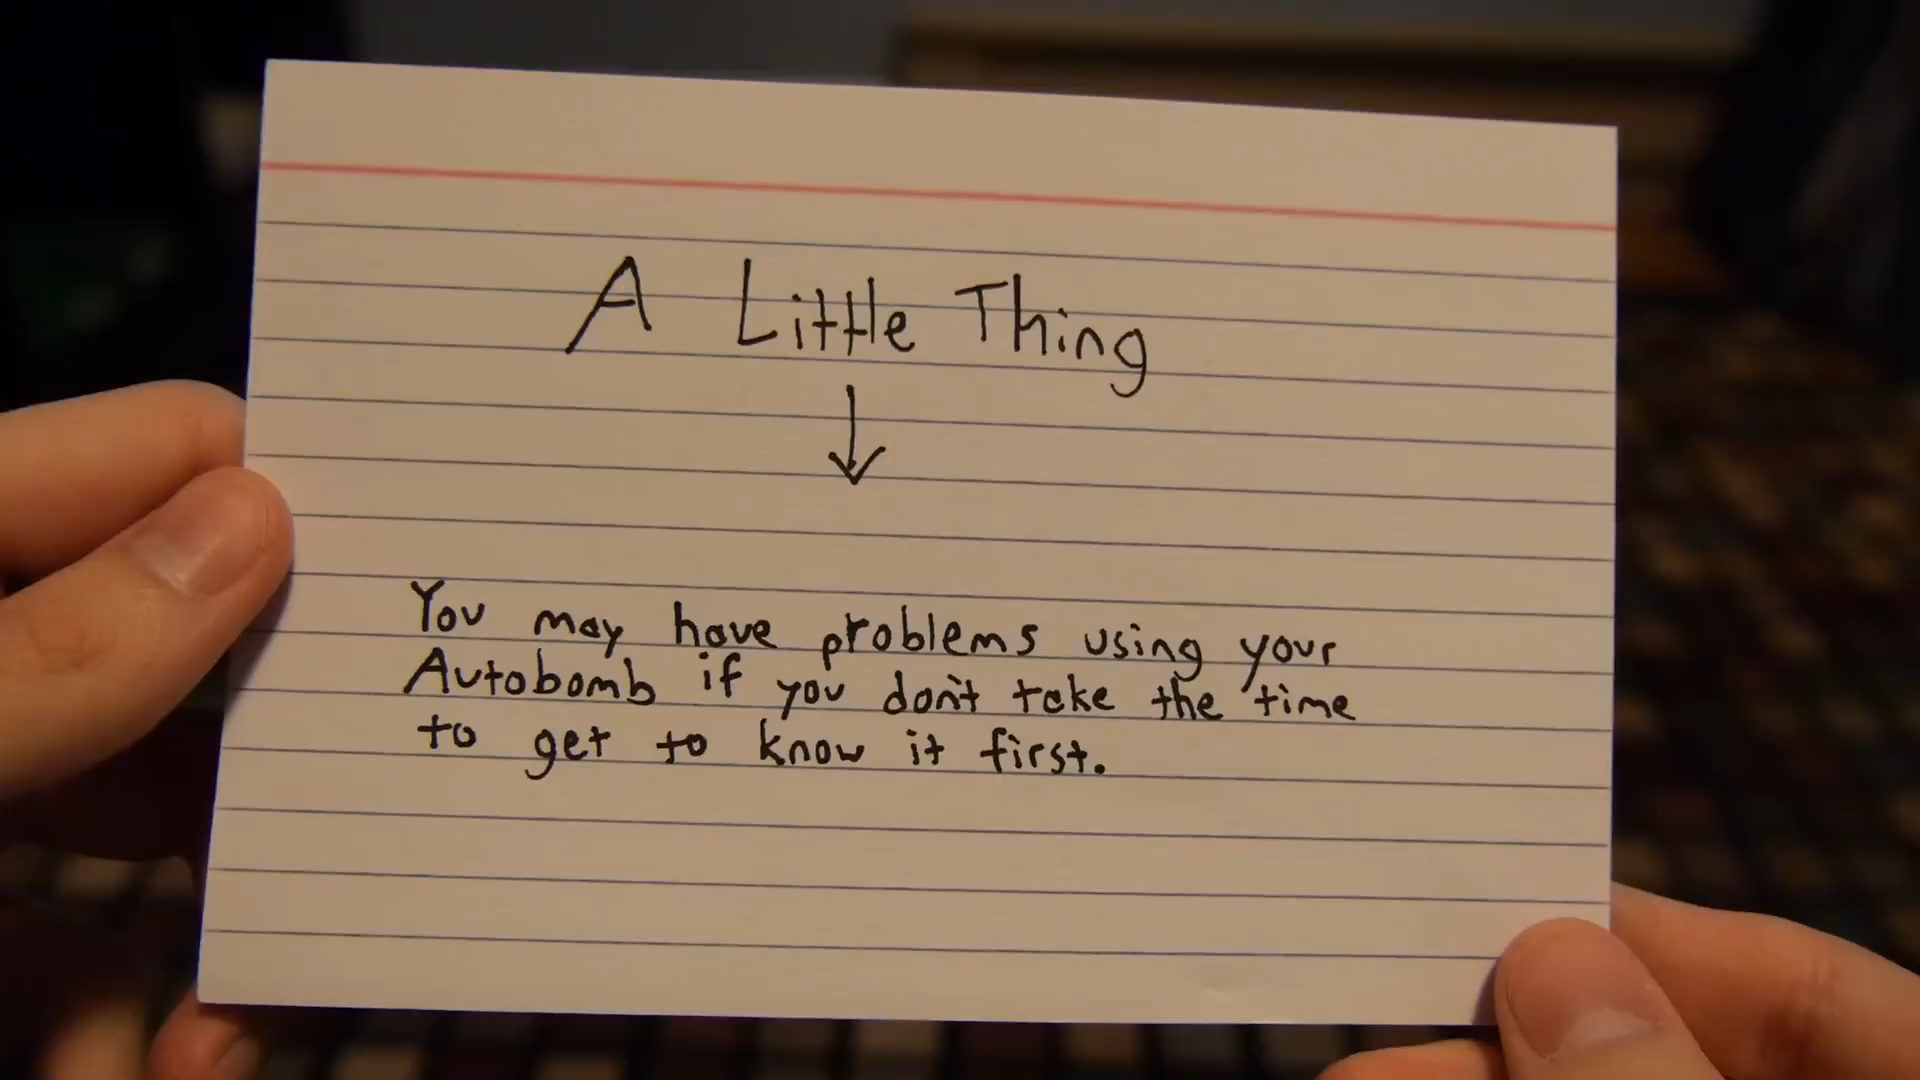 A Little Thing
You may have problems using your
Autobomb if you don't take the time
to get to know it first.